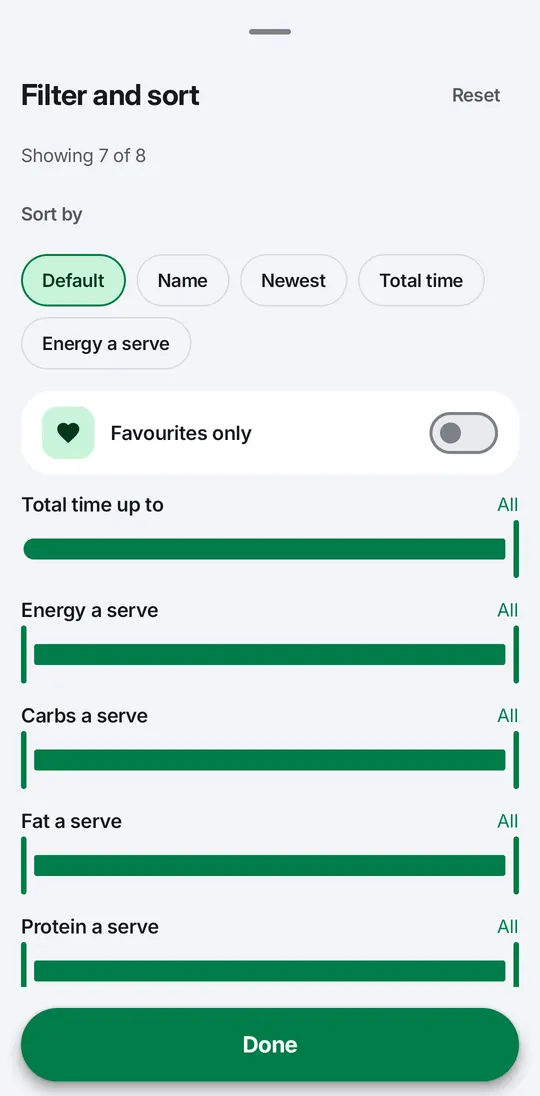 Filter and sort
Reset
Showing 7 of 8
Sort by
Default
Name
Newest
Total time
Energy a serve
Favourites only
Total time up to
All
Energy a serve
All
Carbs a serve
All
Fat a serve
All
Protein a serve
All
Done